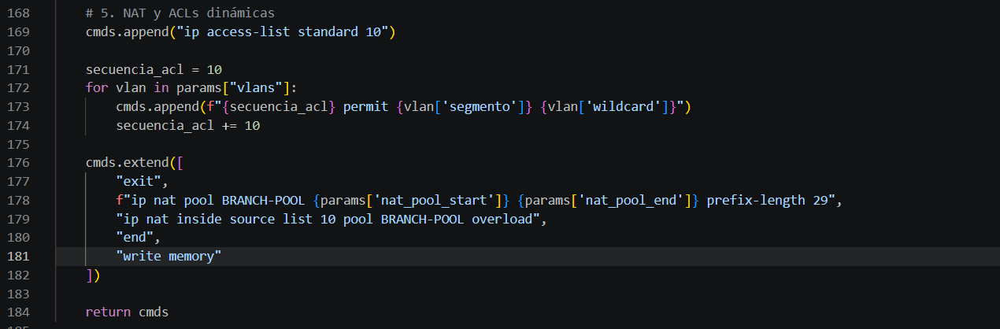 168 # 5. NAT y ACLs dinámicas
169 cmds.append("ip access-list standard 10")
170
171 secuencia_acl = 10
172 for vlan in params["vlans"]:
173 cmds.append(f"{secuencia_acl} permit {vlan['segmento']} {vlan['wildcard']}")
174 secuencia_acl += 10
175
176 cmds.extend([
177 "exit",
178 f"ip nat pool BRANCH-POOL {params['nat_pool_start']} {params['nat_pool_end']} prefix-length 29",
179 "ip nat inside source list 10 pool BRANCH-POOL overload",
180 "end",
181 "write memory"
182 ])
183
184 return cmds